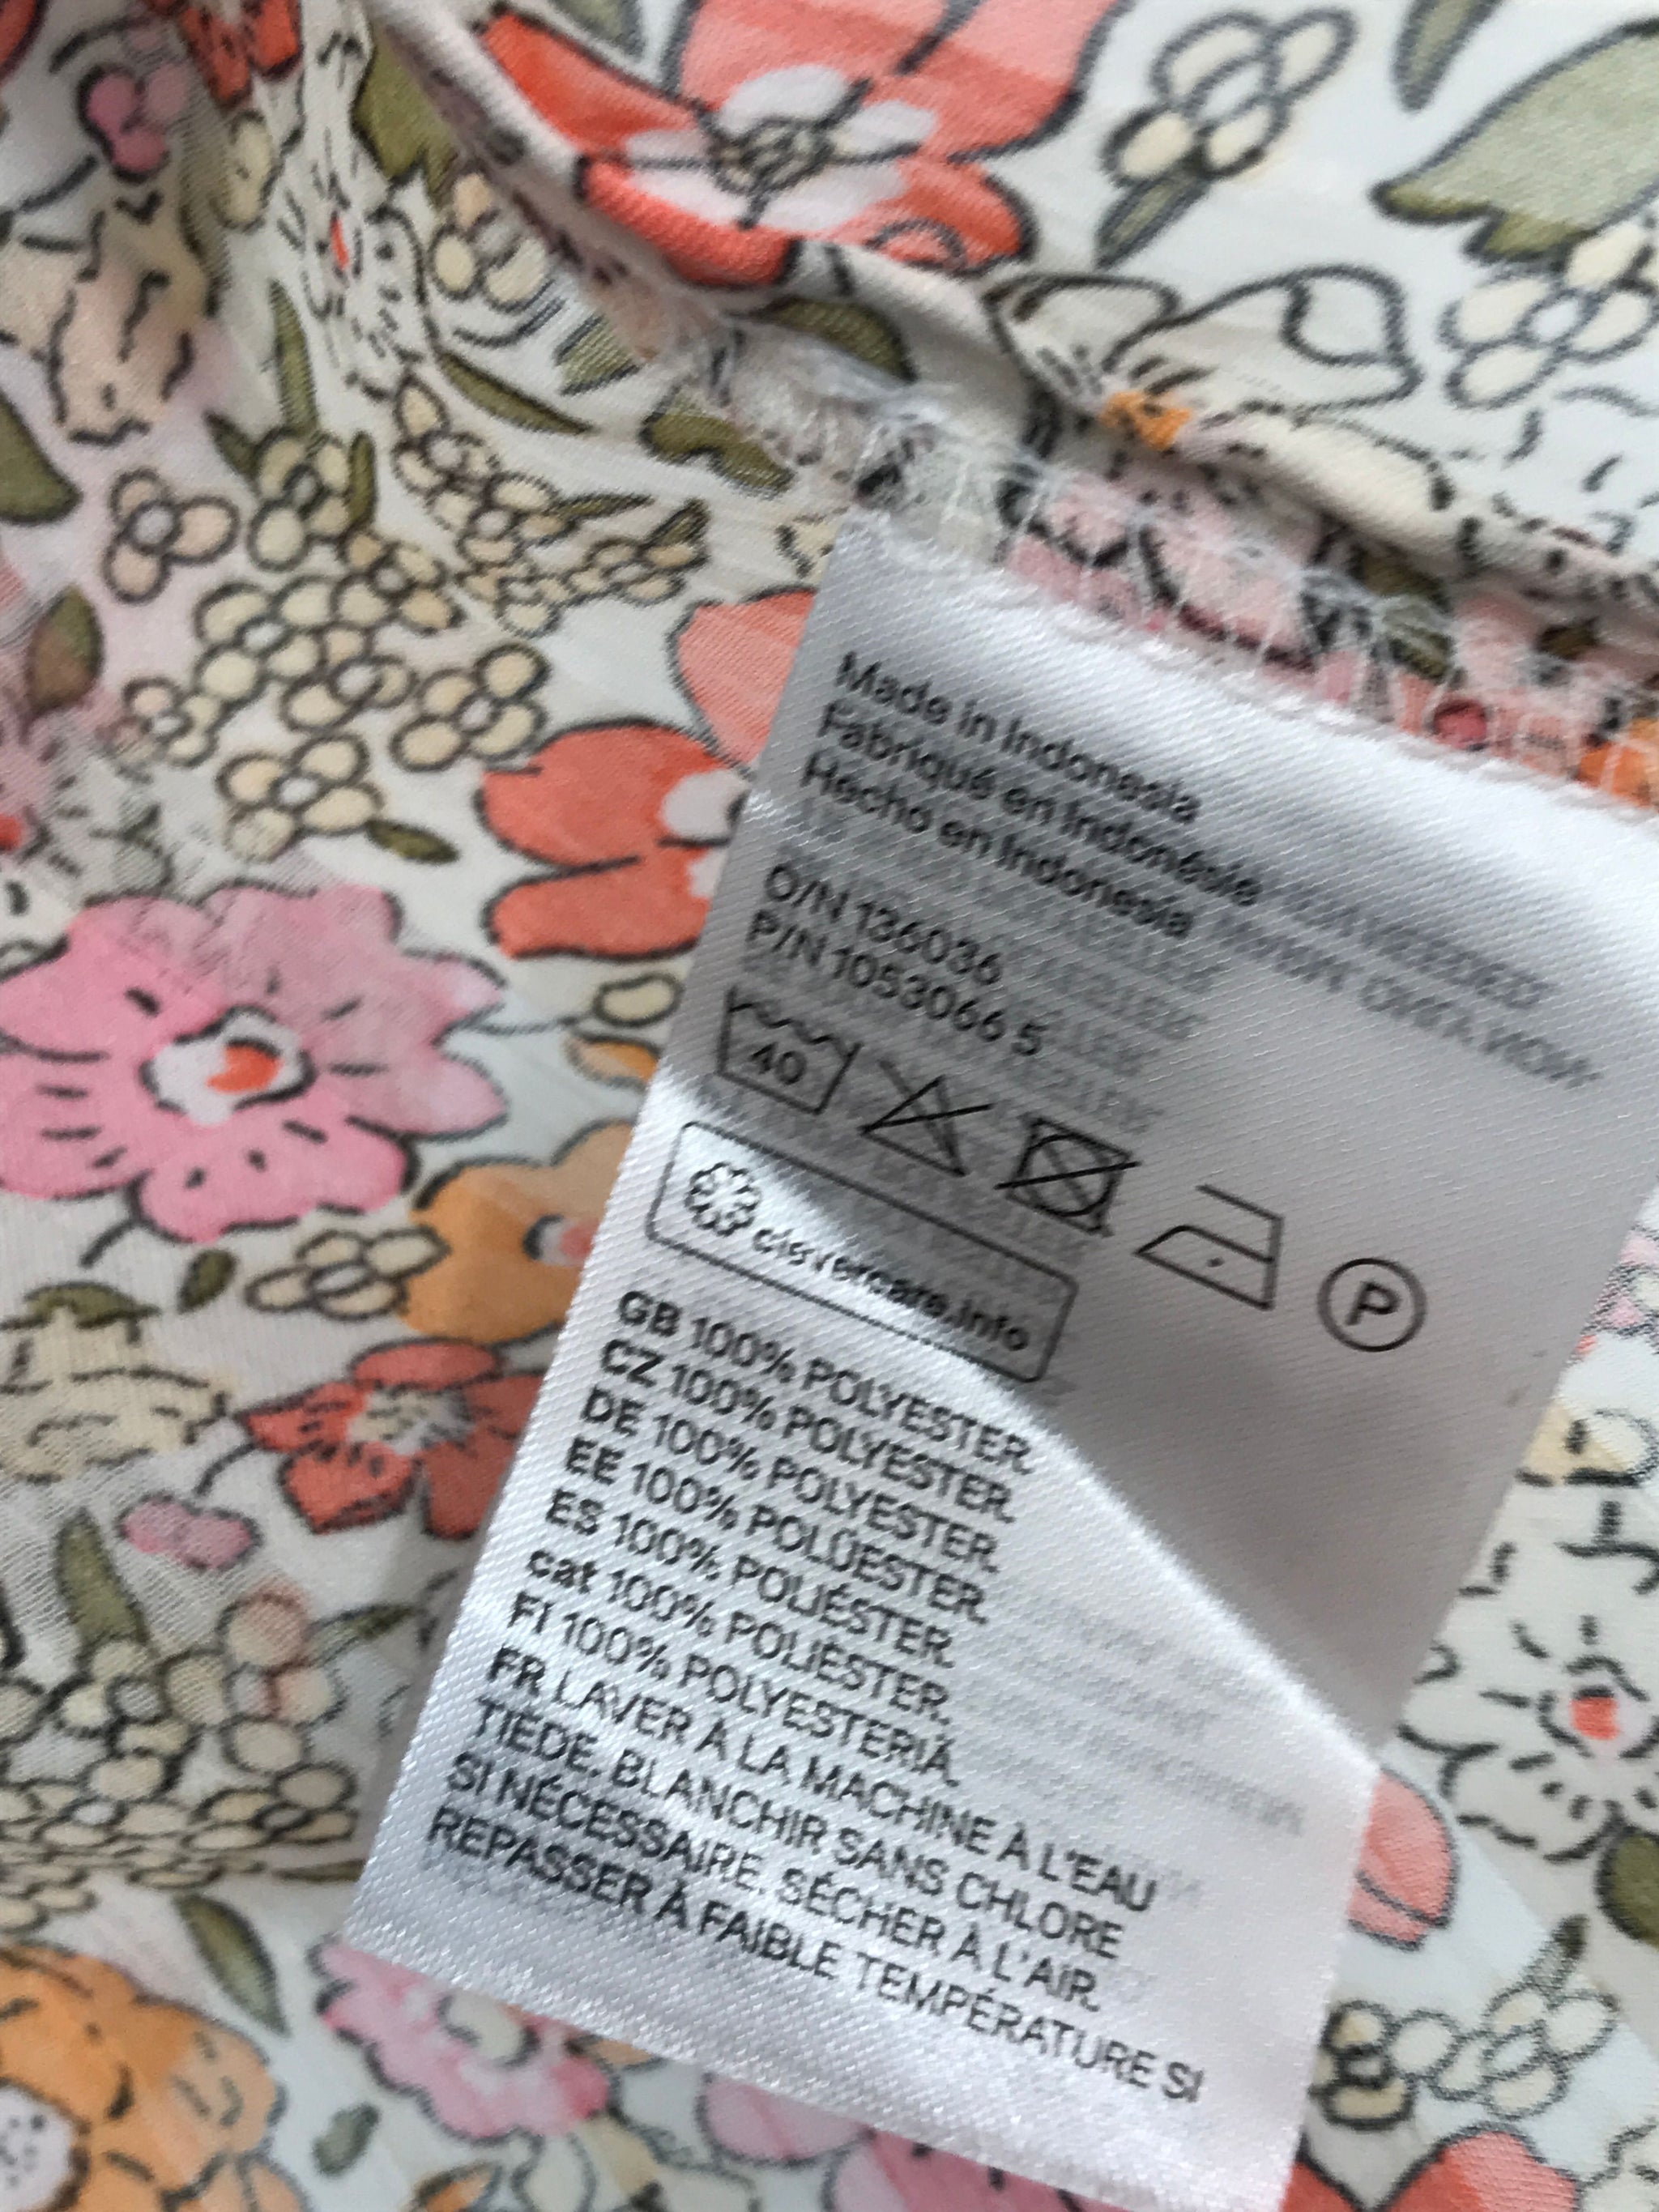 Made in Indonesia
Fabriqué en Indonésie
Hecho en Indonesia
O/N 136036
P/N 1053066 5
40
P
clevercare.info
GB 100% POLYESTER.
CZ 100% POLYESTER.
DE 100% POLYESTER.
EE 100% POLÜESTER.
ES 100% POLIÉSTER.
cat 100% POLIÈSTER.
FI 100% POLYESTERIÄ.
FR LAVER À LA MACHINE À L'EAU
TIÈDE. BLANCHIR SANS CHLORE
SI NÉCESSAIRE. SÉCHER À L'AIR.
REPASSER À FAIBLE TEMPÉRATURE SI